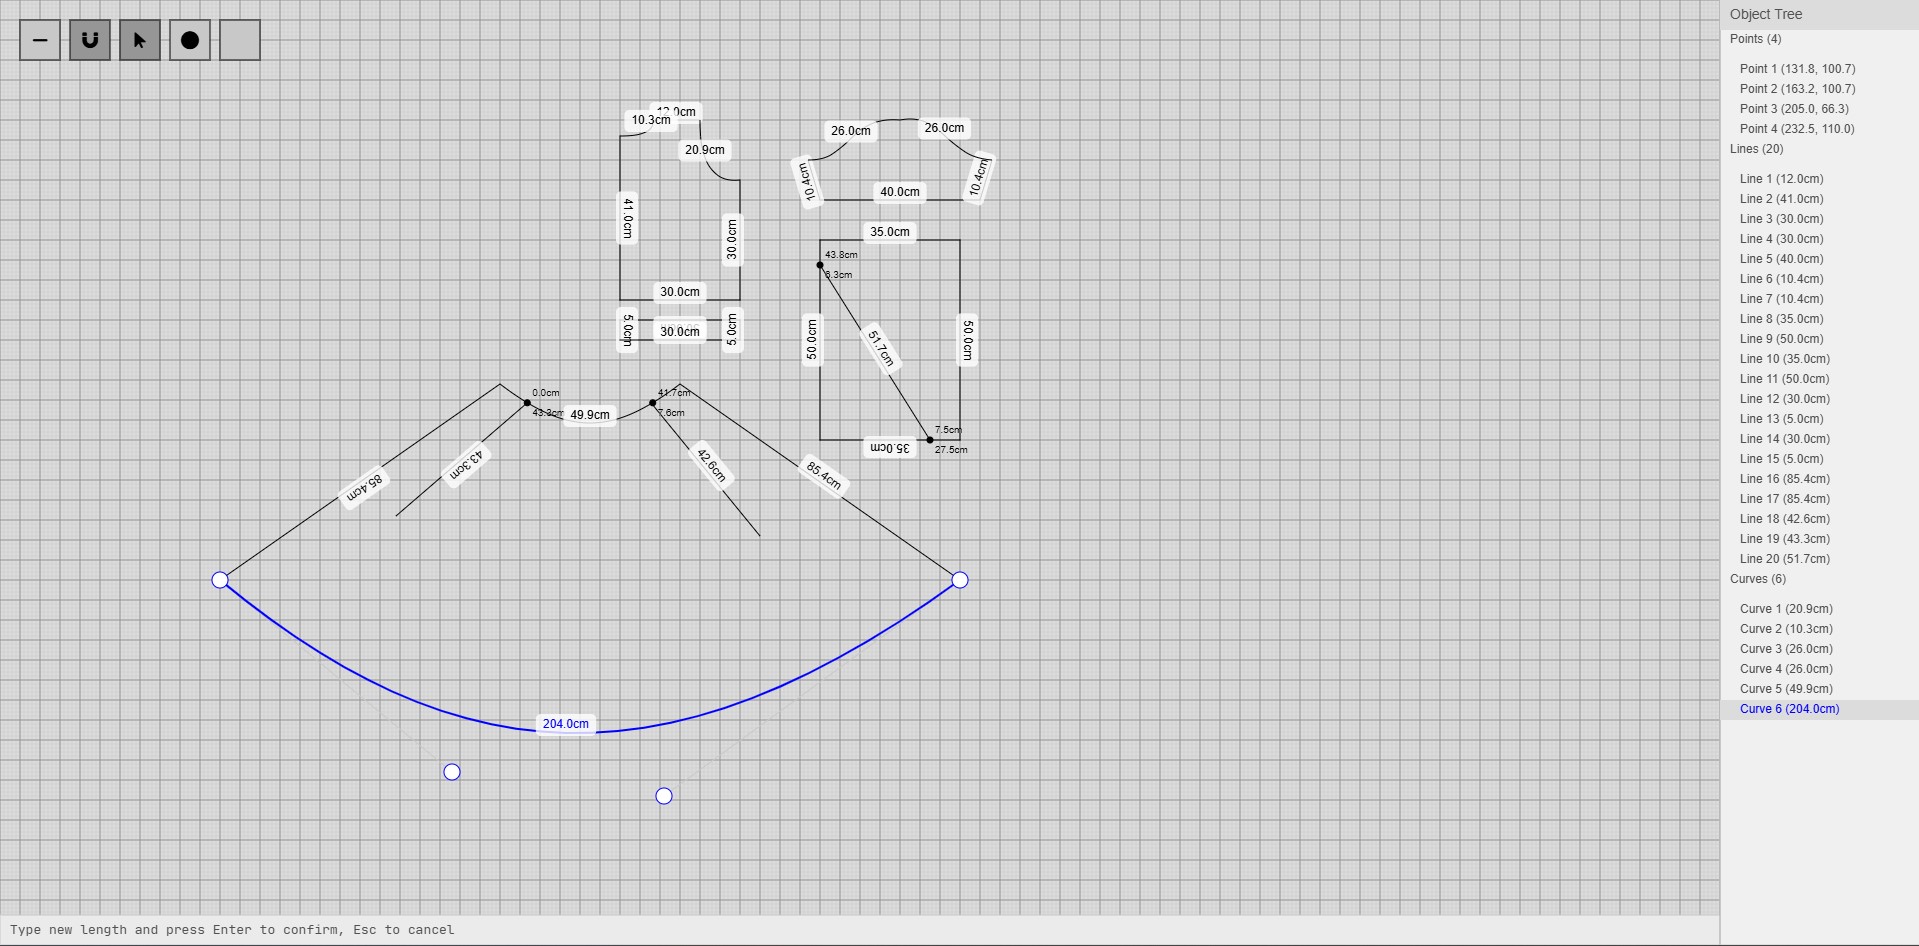 Object Tree
Points (4)
Point 1 (131.8, 100.7)
Point 2 (163.2, 100.7)
Point 3 (205.0, 66.3)
Point 4 (232.5, 110.0)
Lines (20)
Line 1 (12.0cm)
Line 2 (41.0cm)
Line 3 (30.0cm)
Line 4 (30.0cm)
Line 5 (40.0cm)
Line 6 (10.4cm)
Line 7 (10.4cm)
Line 8 (35.0cm)
Line 9 (50.0cm)
Line 10 (35.0cm)
Line 11 (50.0cm)
Line 12 (30.0cm)
Line 13 (5.0cm)
Line 14 (30.0cm)
Line 15 (5.0cm)
Line 16 (85.4cm)
Line 17 (85.4cm)
Line 18 (42.6cm)
Line 19 (43.3cm)
Line 20 (51.7cm)
Curves (6)
Curve 1 (20.9cm)
Curve 2 (10.3cm)
Curve 3 (26.0cm)
Curve 4 (26.0cm)
Curve 5 (49.9cm)
Curve 6 (204.0cm)
12.0cm
10.3cm
20.9cm
41.0cm
30.0cm
30.0cm
5.0cm
30.0cm
5.0cm
26.0cm
26.0cm
10.4cm
10.4cm
40.0cm
35.0cm
43.8cm
6.3cm
50.0cm
51.7cm
50.0cm
7.5cm
35.0cm
27.5cm
0.0cm
43.3cm
49.9cm
41.7cm
7.6cm
85.4cm
43.3cm
42.6cm
85.4cm
204.0cm
Type new length and press Enter to confirm, Esc to cancel